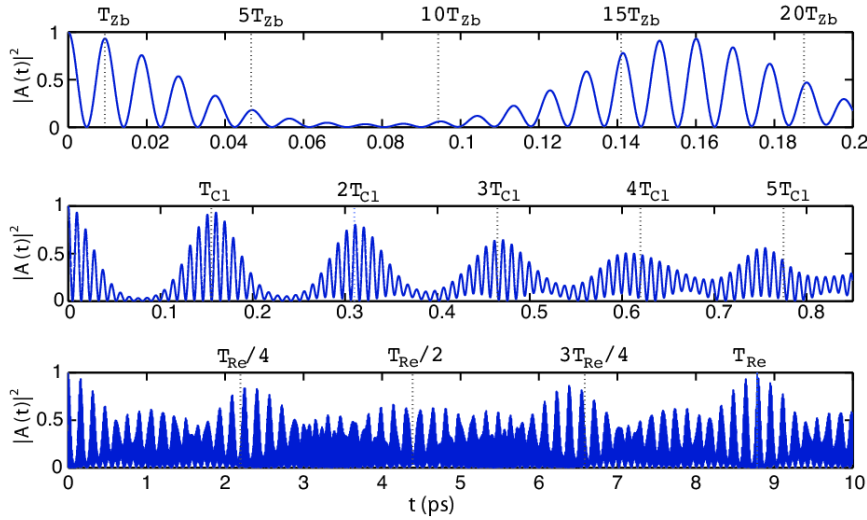 T_Zb 5T_Zb 10T_Zb 15T_Zb 20T_Zb
|A(t)|²
1
0.5
0
0 0.02 0.04 0.06 0.08 0.1 0.12 0.14 0.16 0.18 0.2
T_Cl 2T_Cl 3T_Cl 4T_Cl 5T_Cl
|A(t)|²
1
0.5
0
0 0.1 0.2 0.3 0.4 0.5 0.6 0.7 0.8
T_Re/4 T_Re/2 3T_Re/4 T_Re
|A(t)|²
1
0.5
0
0 1 2 3 4 5 6 7 8 9 10
t (ps)